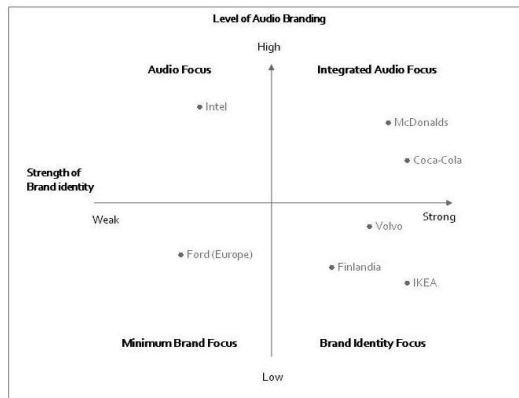 Level of Audio Branding
High
Audio Focus
Integrated Audio Focus
Intel
McDonalds
Coca-Cola
Strength of
Brand identity
Weak
Strong
Volvo
Ford (Europe)
Finlandia
IKEA
Minimum Brand Focus
Brand Identity Focus
Low